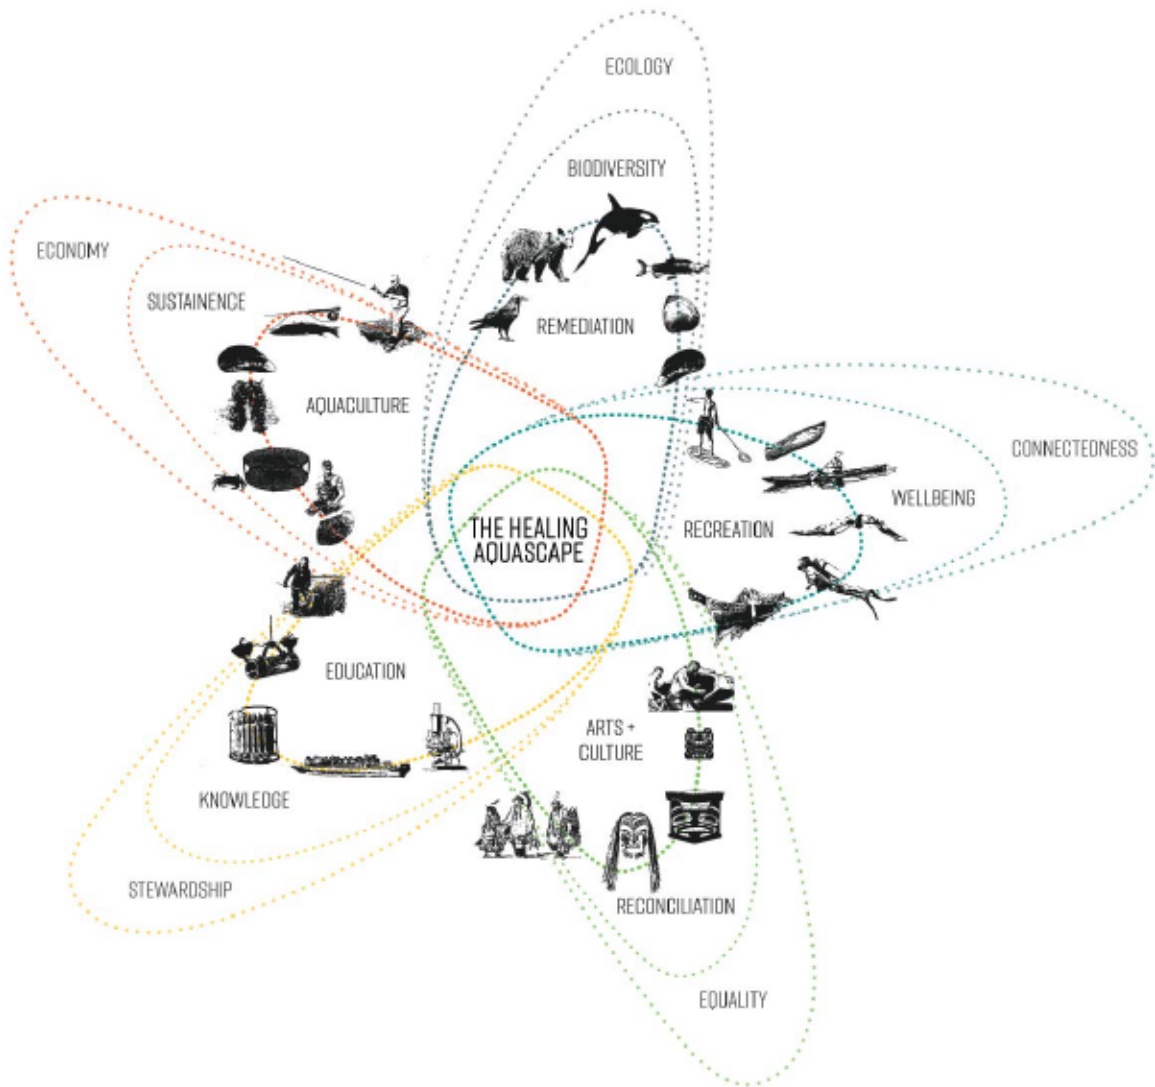 ECOLOGY
BIODIVERSITY
REMEDIATION
ECONOMY
SUSTAINENCE
AQUACULTURE
CONNECTEDNESS
WELLBEING
RECREATION
THE HEALING
AQUASCAPE
EDUCATION
KNOWLEDGE
STEWARDSHIP
ARTS +
CULTURE
RECONCILIATION
EQUALITY